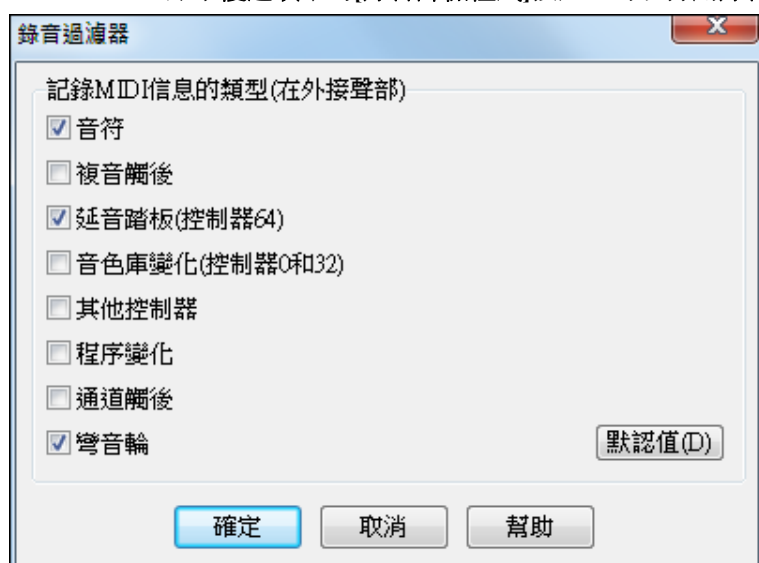 錄音過濾器
記錄MIDI信息的類型(在外接聲部)
音符
複音觸後
延音踏板(控制器64)
音色庫變化(控制器0和32)
其他控制器
程序變化
通道觸後
彎音輪
默認值(D)
確定
取消
幫助